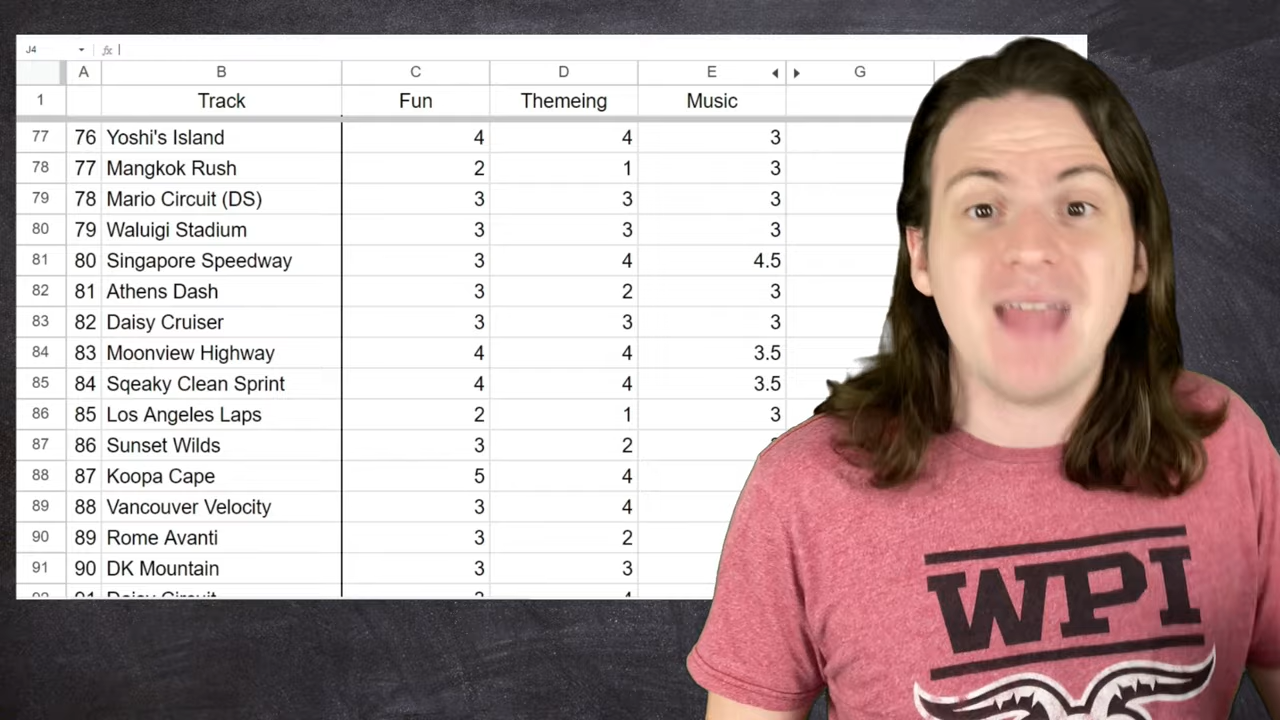 J4 fx
A B C D E G
1 Track Fun Themeing Music
77 76 Yoshi's Island 4 4 3
78 77 Mangkok Rush 2 1 3
79 78 Mario Circuit (DS) 3 3 3
80 79 Waluigi Stadium 3 3 3
81 80 Singapore Speedway 3 4 4.5
82 81 Athens Dash 3 2 3
83 82 Daisy Cruiser 3 3 3
84 83 Moonview Highway 4 4 3.5
85 84 Sqeaky Clean Sprint 4 4 3.5
86 85 Los Angeles Laps 2 1 3
87 86 Sunset Wilds 3 2
88 87 Koopa Cape 5 4
89 88 Vancouver Velocity 3 4
90 89 Rome Avanti 3 2
91 90 DK Mountain 3 3
WPI